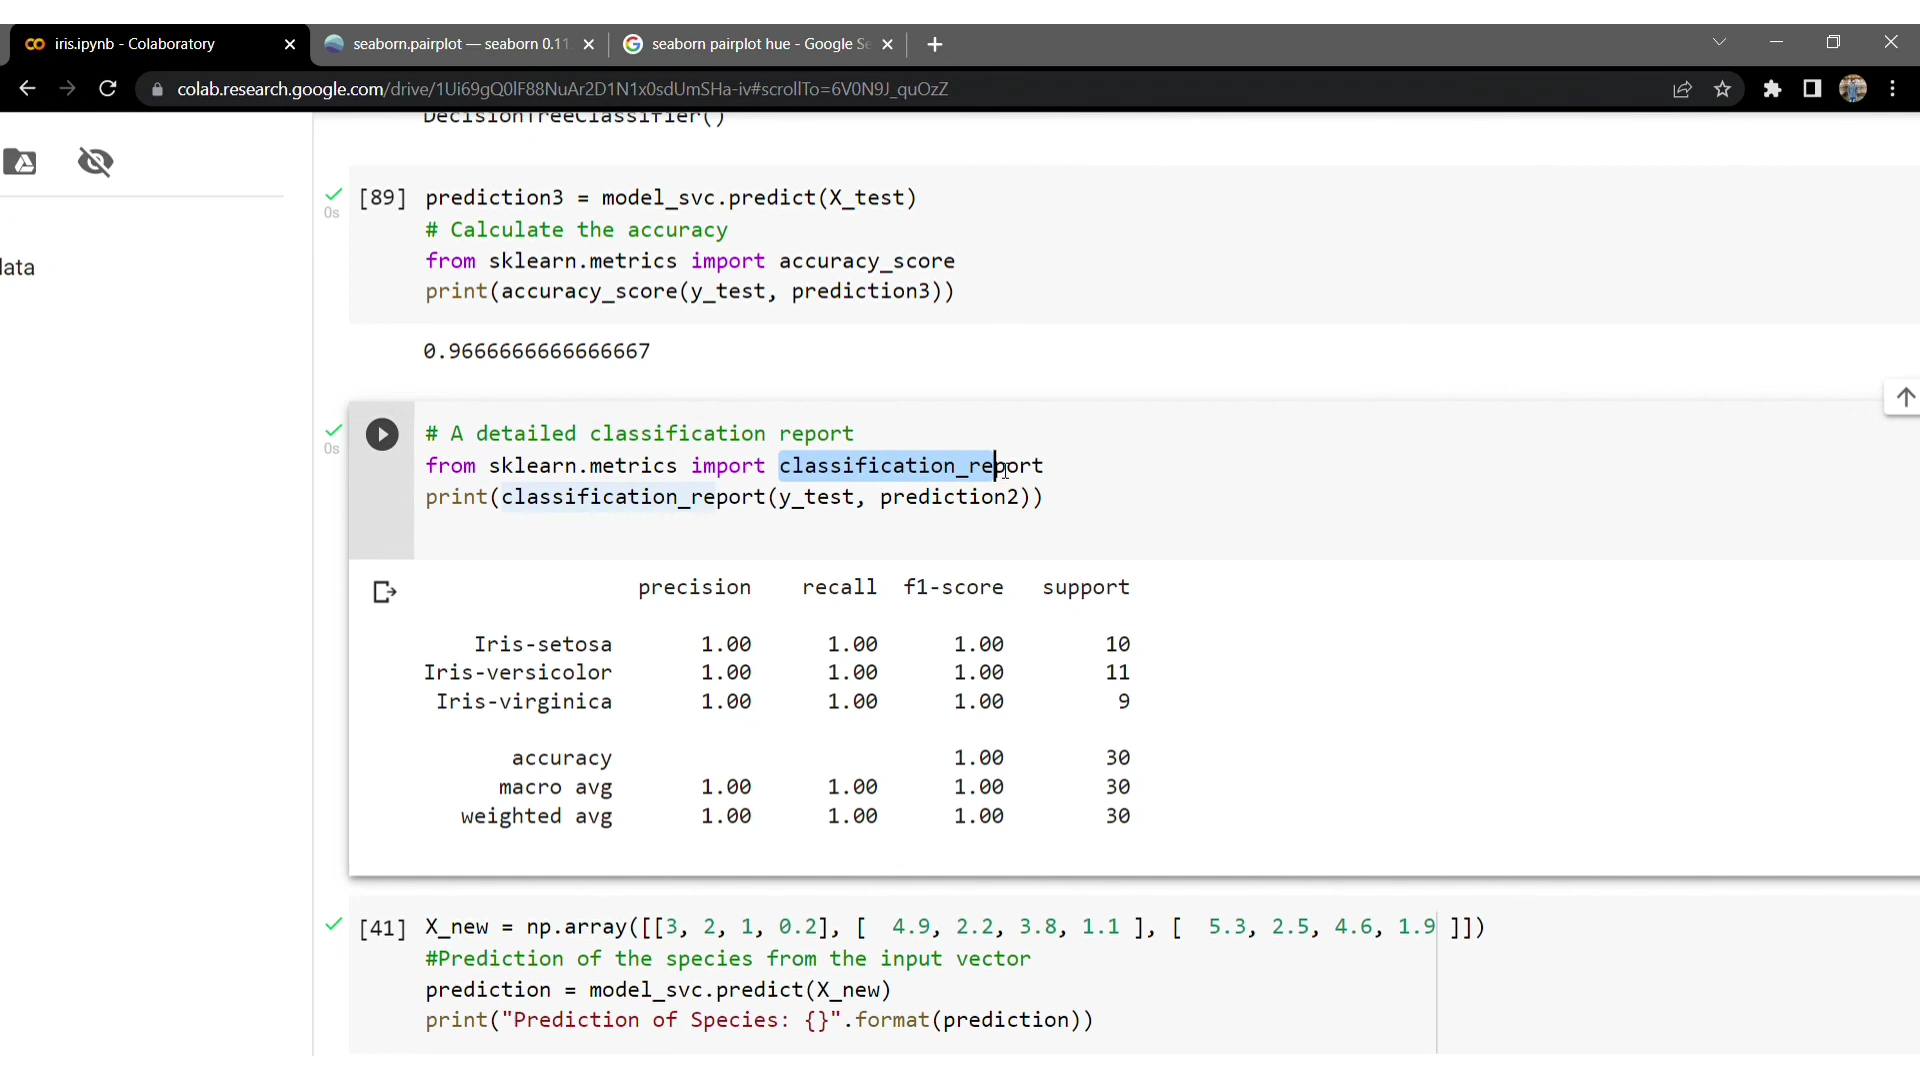 iris.ipynb - Colaboratory
seaborn.pairplot — seaborn 0.11.
seaborn pairplot hue - Google Se
colab.research.google.com/drive/1Ui69gQ0lF88NuAr2D1N1x0sdUmSHa-iv#scrollTo=6V0N9J_quOzZ
DecisionTreeClassifier()
[89] prediction3 = model_svc.predict(X_test)
0s
# Calculate the accuracy
from sklearn.metrics import accuracy_score
print(accuracy_score(y_test, prediction3))
lata
0.9666666666666667
# A detailed classification report
0s
from sklearn.metrics import classification_report
print(classification_report(y_test, prediction2))
precision recall f1-score support
Iris-setosa 1.00 1.00 1.00 10
Iris-versicolor 1.00 1.00 1.00 11
Iris-virginica 1.00 1.00 1.00 9
accuracy 1.00 30
macro avg 1.00 1.00 1.00 30
weighted avg 1.00 1.00 1.00 30
[41] X_new = np.array([[3, 2, 1, 0.2], [ 4.9, 2.2, 3.8, 1.1 ], [ 5.3, 2.5, 4.6, 1.9 ]])
#Prediction of the species from the input vector
prediction = model_svc.predict(X_new)
print("Prediction of Species: {}".format(prediction))